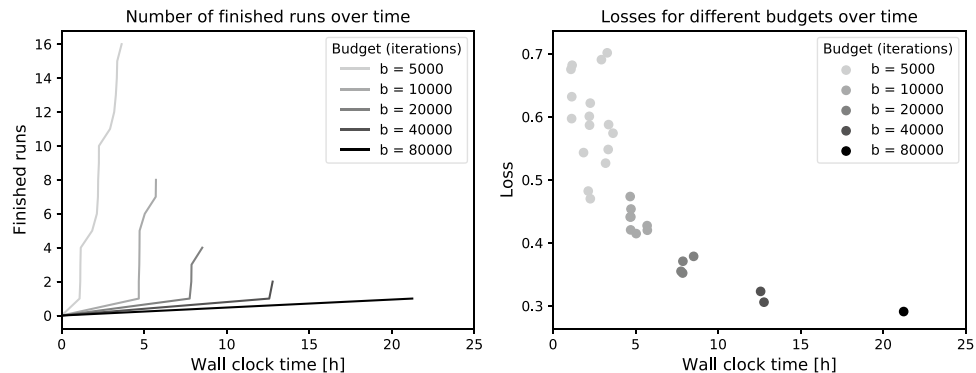 Number of finished runs over time
16
14
12
10
8
6
4
2
0
Finished runs
Budget (iterations)
b = 5000
b = 10000
b = 20000
b = 40000
b = 80000
0 5 10 15 20 25
Wall clock time [h]
Losses for different budgets over time
0.7
0.6
0.5
0.4
0.3
Loss
Budget (iterations)
b = 5000
b = 10000
b = 20000
b = 40000
b = 80000
0 5 10 15 20 25
Wall clock time [h]